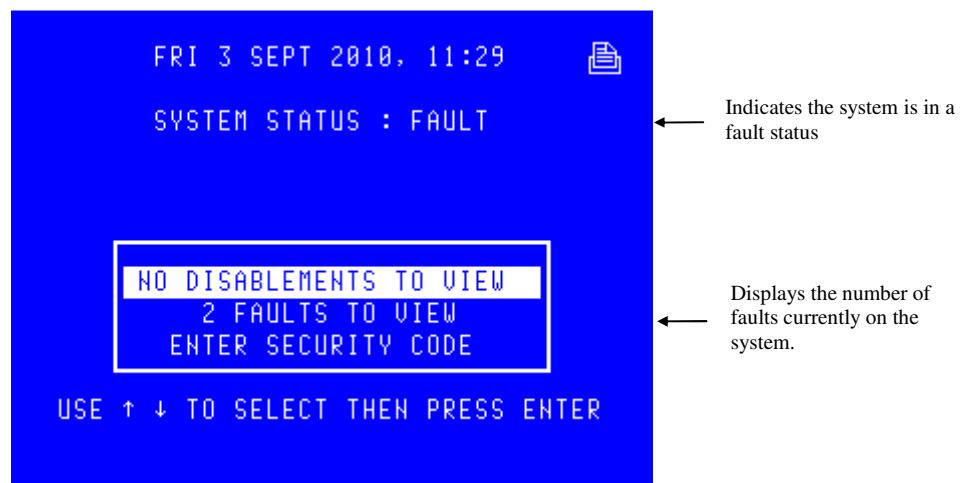 FRI 3 SEPT 2010, 11:29
SYSTEM STATUS : FAULT
Indicates the system is in a
fault status
NO DISABLEMENTS TO VIEW
2 FAULTS TO VIEW
ENTER SECURITY CODE
Displays the number of
faults currently on the
system.
USE ↑ ↓ TO SELECT THEN PRESS ENTER